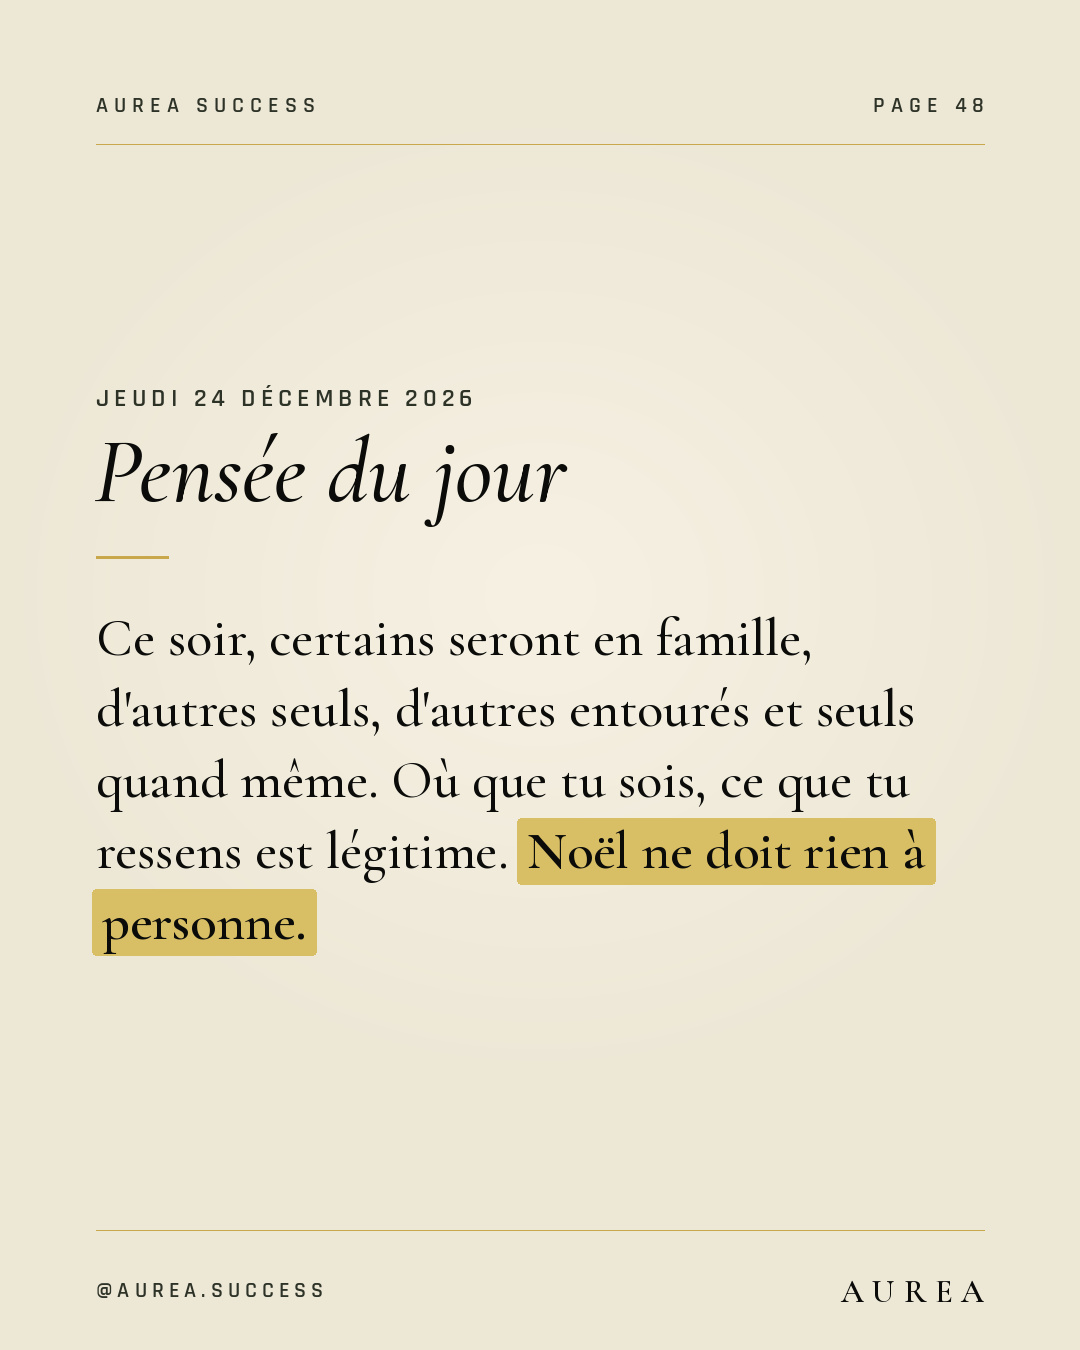 AUREA SUCCESS
PAGE 48
JEUDI 24 DÉCEMBRE 2026
Pensée du jour
Ce soir, certains seront en famille,
d'autres seuls, d'autres entourés et seuls
quand même. Où que tu sois, ce que tu
ressens est légitime. Noël ne doit rien à
personne.
@AUREA.SUCCESS
AUREA